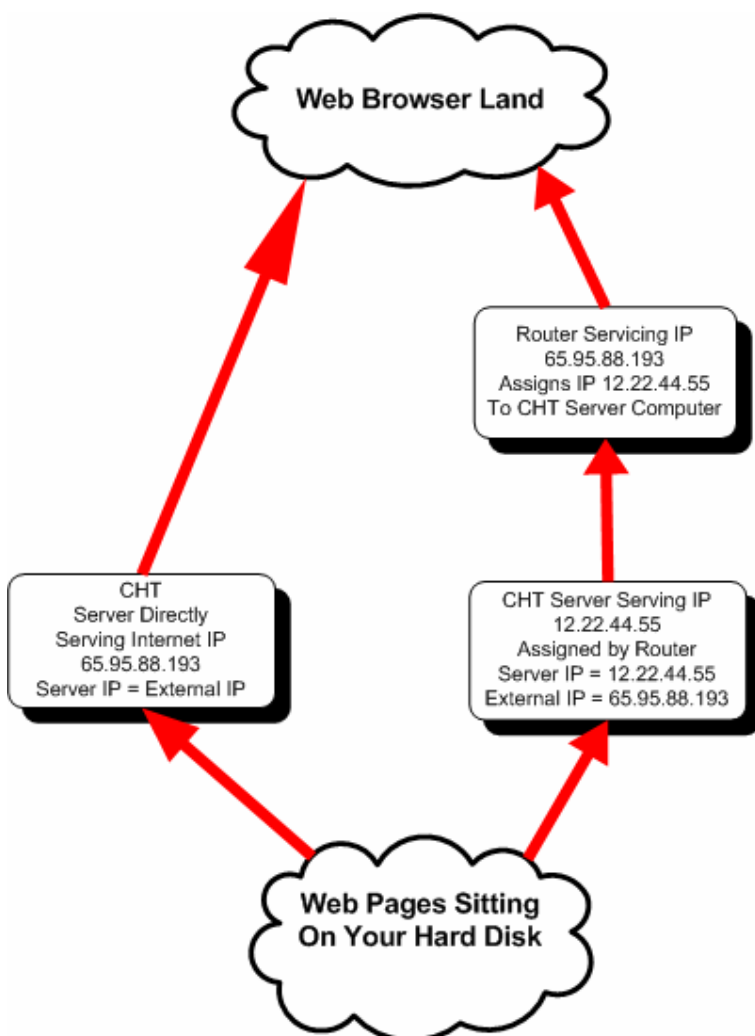 Web Browser Land
Router Servicing IP
65.95.88.193
Assigns IP 12.22.44.55
To CHT Server Computer
CHT
Server Directly
Serving Internet IP
65.95.88.193
Server IP = External IP
CHT Server Serving IP
12.22.44.55
Assigned by Router
Server IP = 12.22.44.55
External IP = 65.95.88.193
Web Pages Sitting
On Your Hard Disk